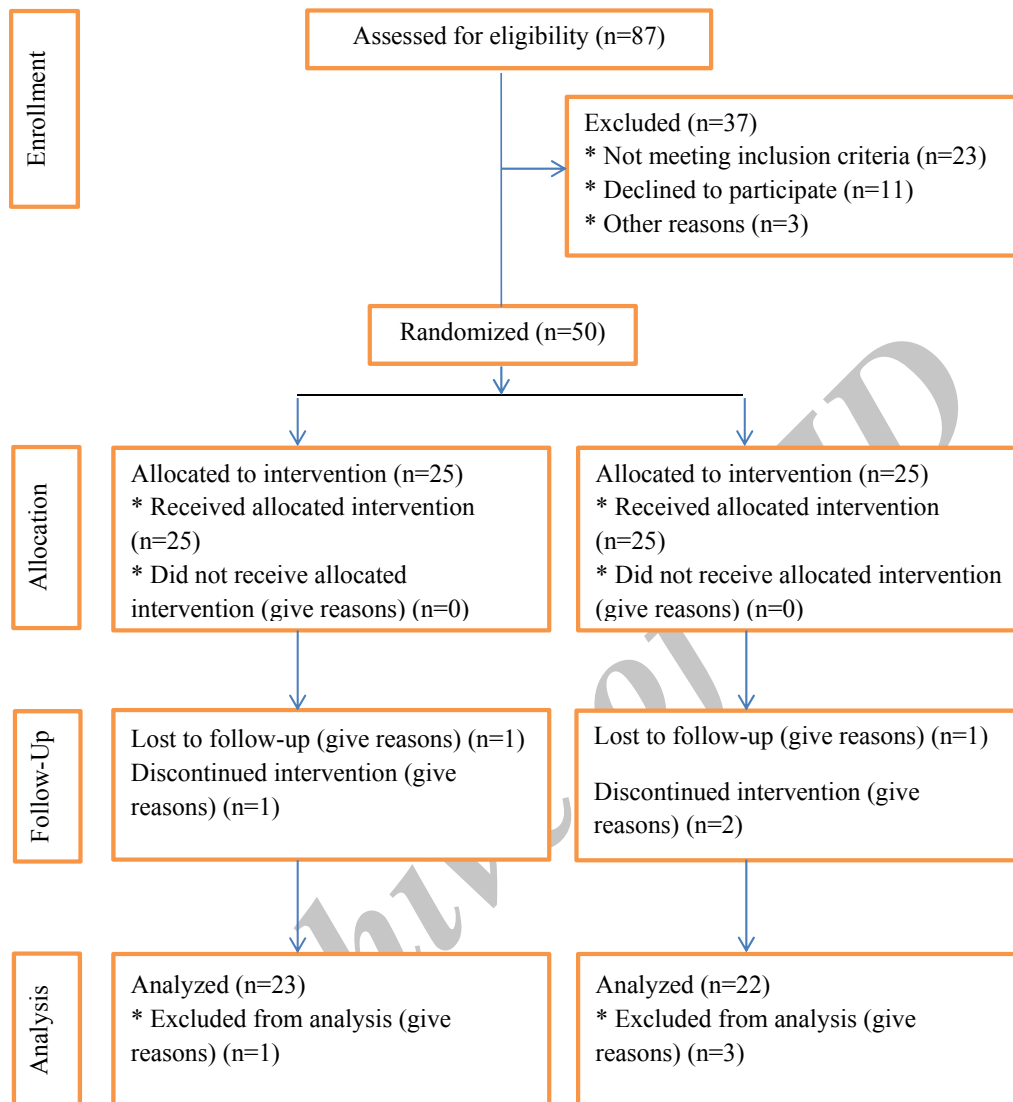 Enrollment
Assessed for eligibility (n=87)
Excluded (n=37)
* Not meeting inclusion criteria (n=23)
* Declined to participate (n=11)
* Other reasons (n=3)
Randomized (n=50)
Allocation
Allocated to intervention (n=25)
* Received allocated intervention
(n=25)
* Did not receive allocated
intervention (give reasons) (n=0)
Allocated to intervention (n=25)
* Received allocated intervention
(n=25)
* Did not receive allocated intervention
(give reasons) (n=0)
Follow-Up
Lost to follow-up (give reasons) (n=1)
Discontinued intervention (give
reasons) (n=1)
Lost to follow-up (give reasons) (n=1)
Discontinued intervention (give
reasons) (n=2)
Analysis
Analyzed (n=23)
* Excluded from analysis (give
reasons) (n=1)
Analyzed (n=22)
* Excluded from analysis (give
reasons) (n=3)